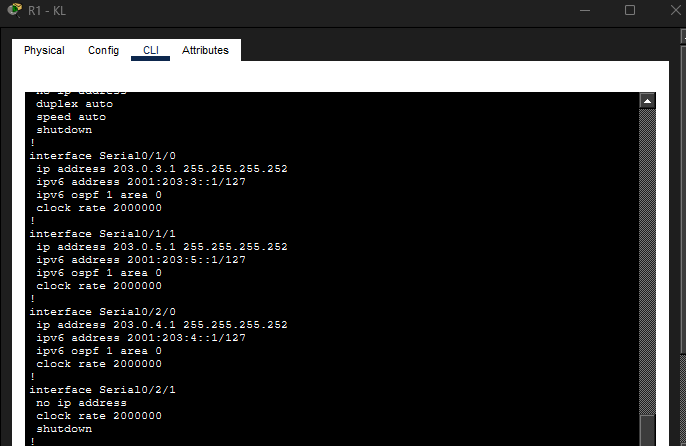 R1 - KL
Physical Config CLI Attributes
no ip address
duplex auto
speed auto
shutdown
!
interface Serial0/1/0
ip address 203.0.3.1 255.255.255.252
ipv6 address 2001:203:3::1/127
ipv6 ospf 1 area 0
clock rate 2000000
!
interface Serial0/1/1
ip address 203.0.5.1 255.255.255.252
ipv6 address 2001:203:5::1/127
ipv6 ospf 1 area 0
clock rate 2000000
!
interface Serial0/2/0
ip address 203.0.4.1 255.255.255.252
ipv6 address 2001:203:4::1/127
ipv6 ospf 1 area 0
clock rate 2000000
!
interface Serial0/2/1
no ip address
clock rate 2000000
shutdown
!